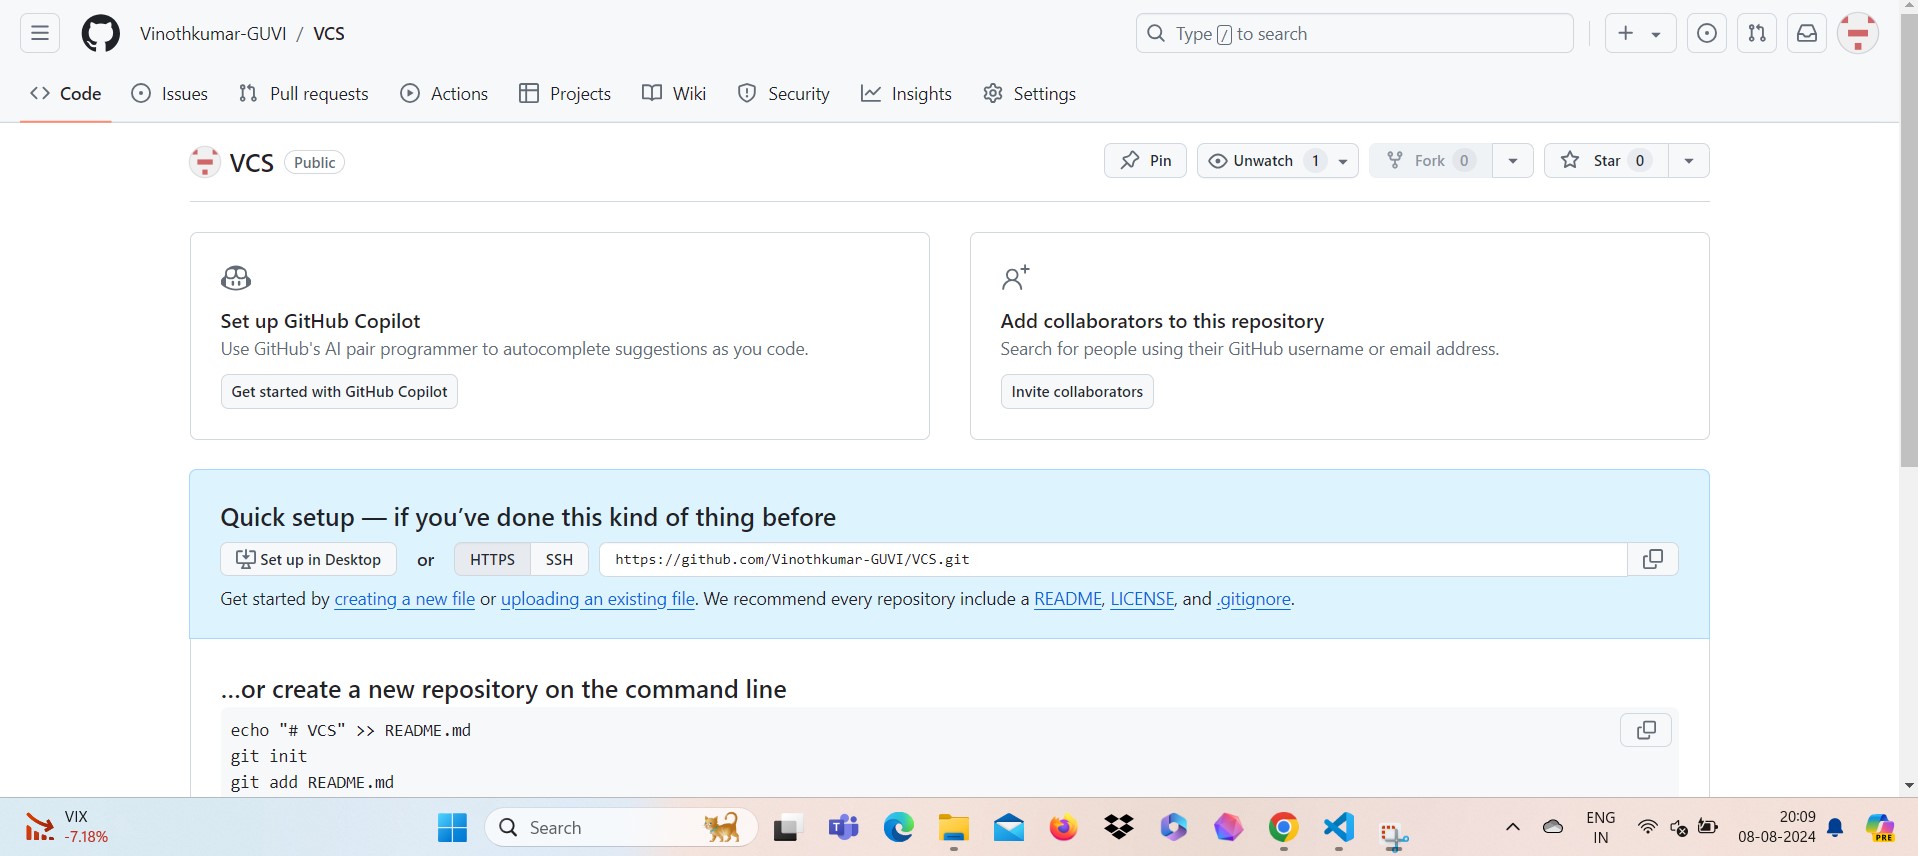 Vinothkumar-GUVI / VCS
Type / to search
Code Issues Pull requests Actions Projects Wiki Security Insights Settings
VCS Public
Pin Unwatch 1 Fork 0 Star 0
Set up GitHub Copilot
Use GitHub's AI pair programmer to autocomplete suggestions as you code.
Get started with GitHub Copilot
Add collaborators to this repository
Search for people using their GitHub username or email address.
Invite collaborators
Quick setup — if you’ve done this kind of thing before
Set up in Desktop or HTTPS SSH https://github.com/Vinothkumar-GUVI/VCS.git
Get started by creating a new file or uploading an existing file. We recommend every repository include a README, LICENSE, and .gitignore.
…or create a new repository on the command line
echo "# VCS" >> README.md
git init
git add README.md
VIX
-7.18%
Search
ENG
IN
20:09
08-08-2024
PRE